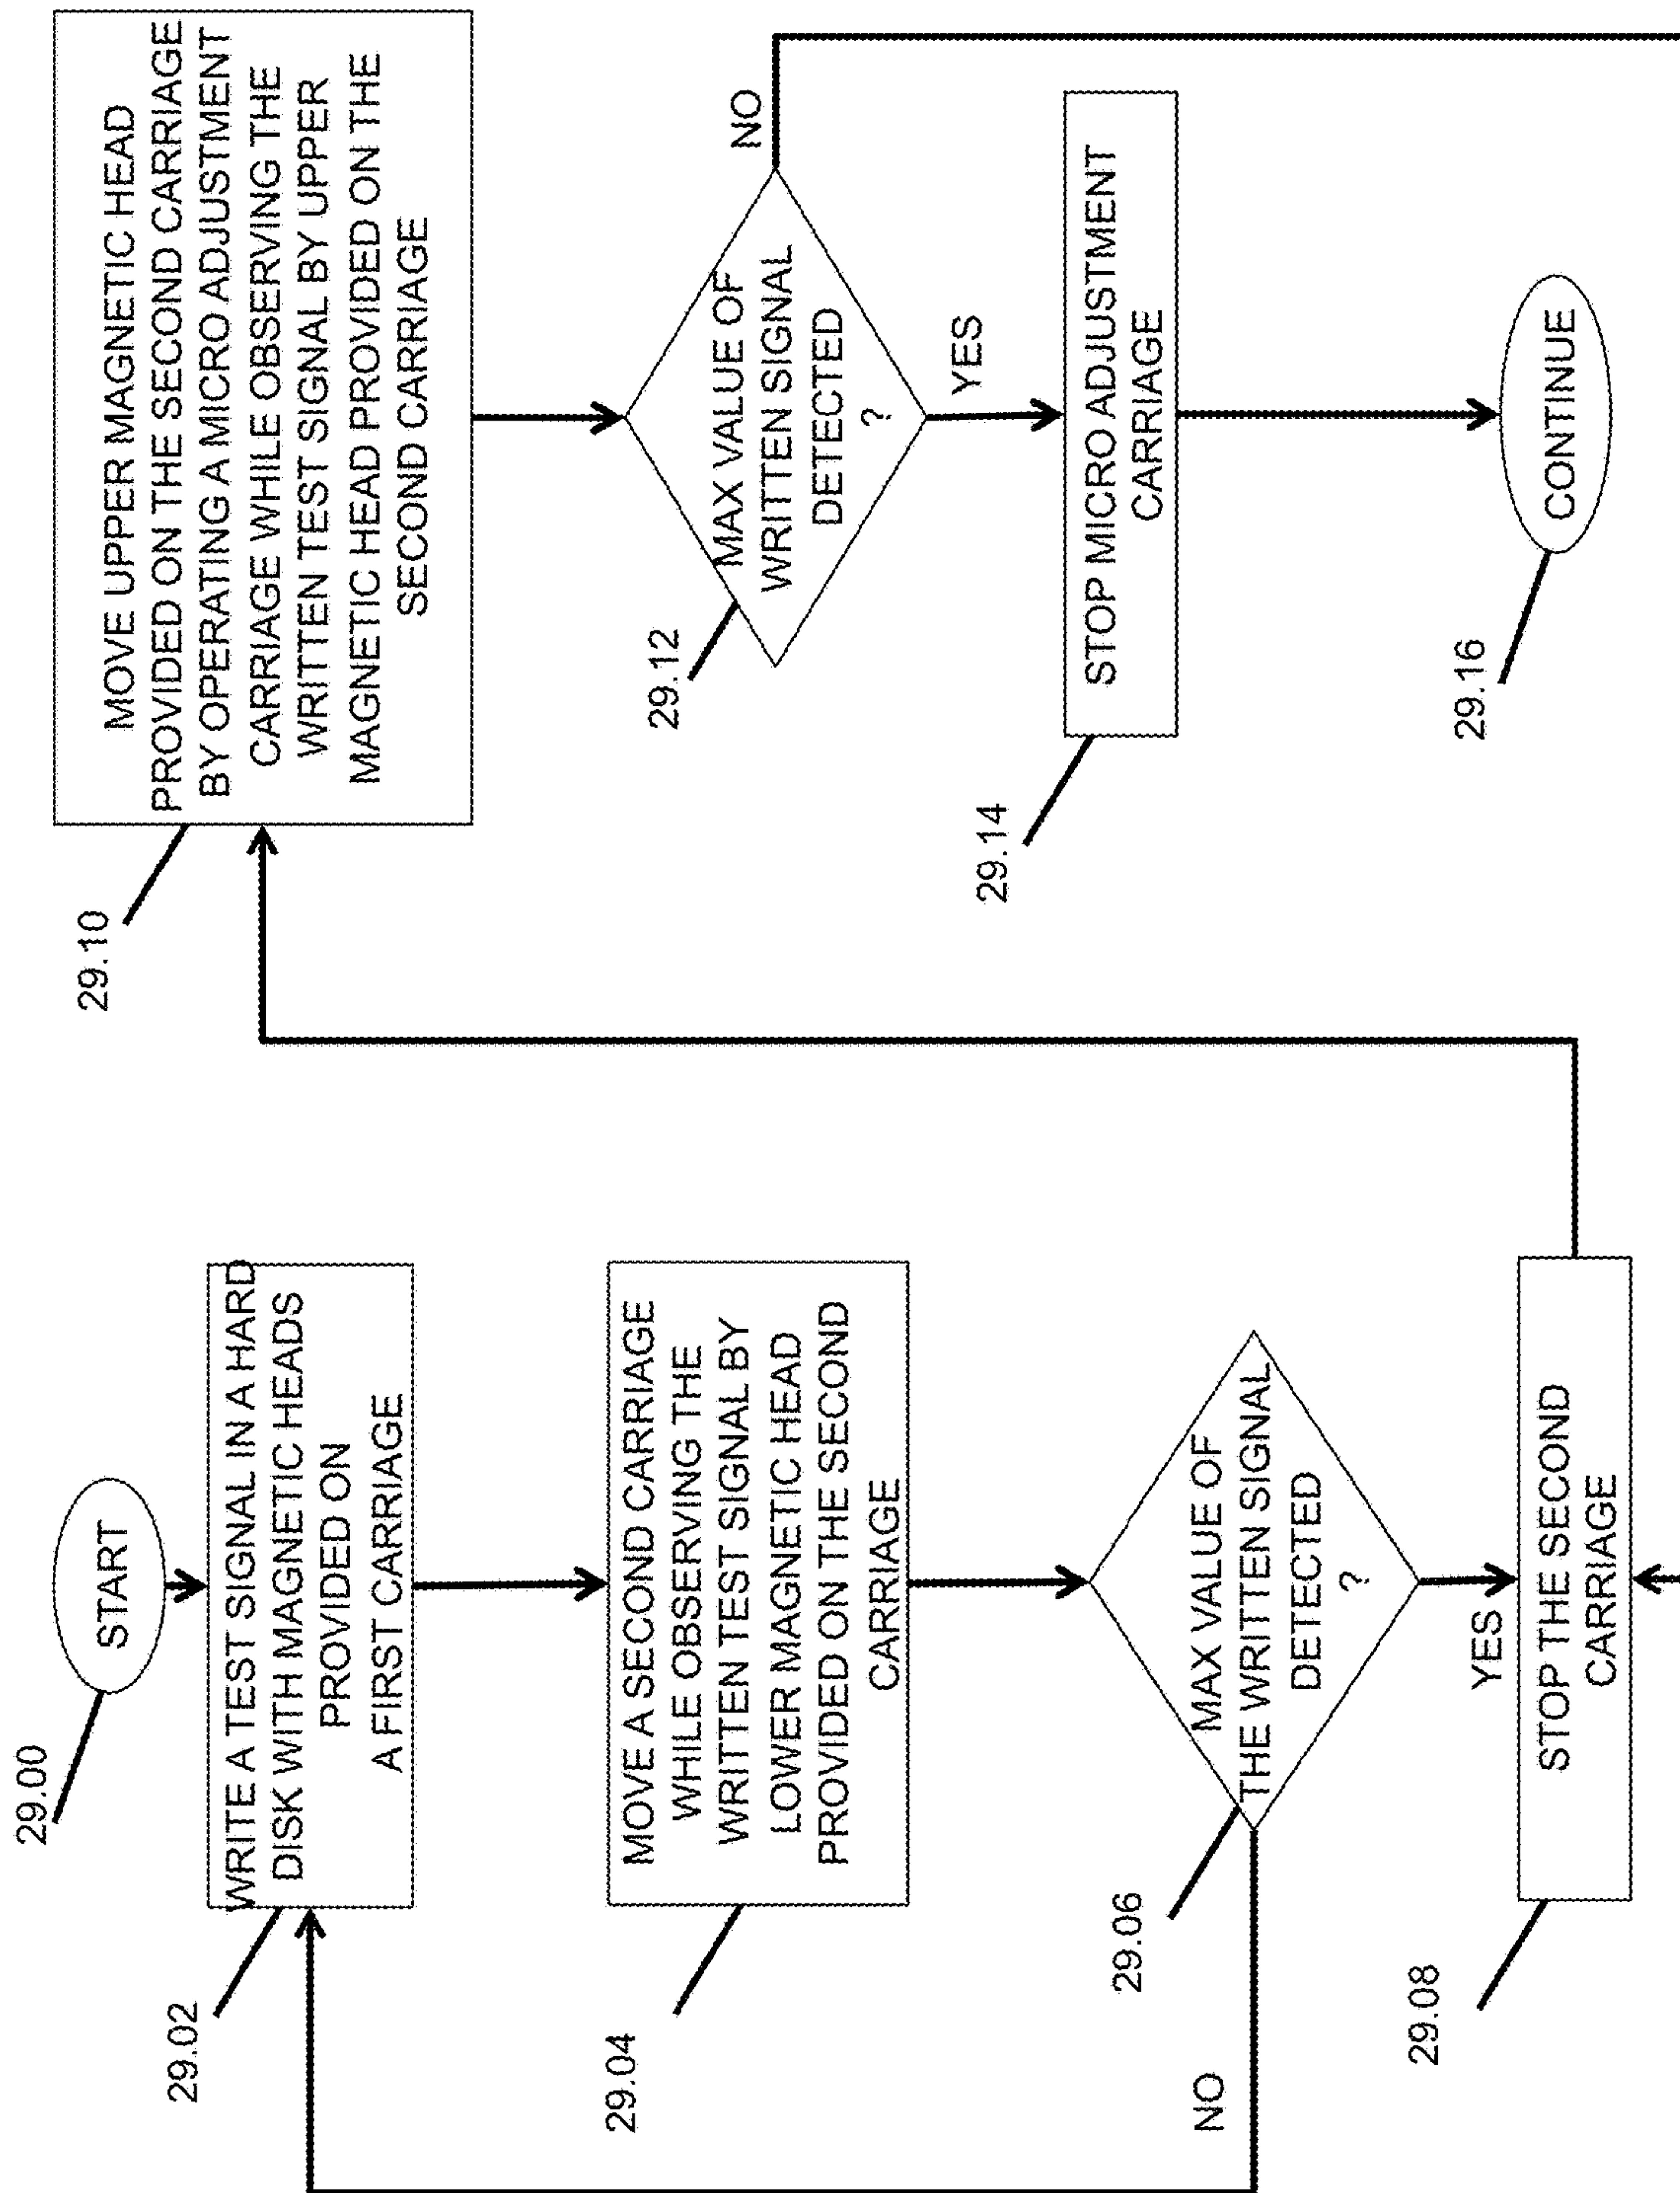 29.00
START
29.02
WRITE A TEST SIGNAL IN A HARD
DISK WITH MAGNETIC HEADS
PROVIDED ON
A FIRST CARRIAGE
29.04
MOVE A SECOND CARRIAGE
WHILE OBSERVING THE
WRITTEN TEST SIGNAL BY
LOWER MAGNETIC HEAD
PROVIDED ON THE SECOND
CARRIAGE
29.06
MAX VALUE OF
THE WRITTEN SIGNAL
DETECTED
?
NO
YES
29.08
STOP THE SECOND
CARRIAGE
29.10
MOVE UPPER MAGNETIC HEAD
PROVIDED ON THE SECOND CARRIAGE
BY OPERATING A MICRO ADJUSTMENT
CARRIAGE WHILE OBSERVING THE
WRITTEN TEST SIGNAL BY UPPER
MAGNETIC HEAD PROVIDED ON THE
SECOND CARRIAGE
29.12
MAX VALUE OF
WRITTEN SIGNAL
DETECTED
?
NO
YES
29.14
STOP MICRO ADJUSTMENT
CARRIAGE
29.16
CONTINUE